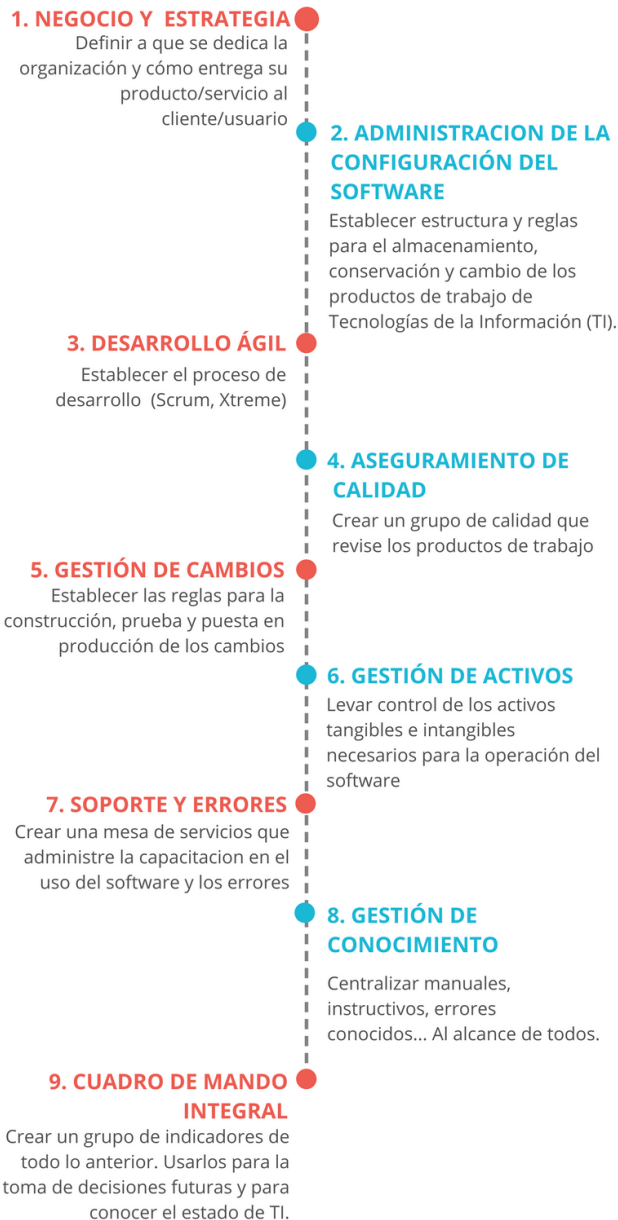 1. NEGOCIO Y ESTRATEGIA
Definir a que se dedica la
organización y cómo entrega su
producto/servicio al
cliente/usuario
2. ADMINISTRACION DE LA
CONFIGURACIÓN DEL
SOFTWARE
Establecer estructura y reglas
para el almacenamiento,
conservación y cambio de los
productos de trabajo de
Tecnologías de la Información (TI).
3. DESARROLLO ÁGIL
Establecer el proceso de
desarrollo (Scrum, Xtreme)
4. ASEGURAMIENTO DE
CALIDAD
Crear un grupo de calidad que
revise los productos de trabajo
5. GESTIÓN DE CAMBIOS
Establecer las reglas para la
construcción, prueba y puesta en
producción de los cambios
6. GESTIÓN DE ACTIVOS
Levar control de los activos
tangibles e intangibles
necesarios para la operación del
software
7. SOPORTE Y ERRORES
Crear una mesa de servicios que
administre la capacitacion en el
uso del software y los errores
8. GESTIÓN DE
CONOCIMIENTO
Centralizar manuales,
instructivos, errores
conocidos... Al alcance de todos.
9. CUADRO DE MANDO
INTEGRAL
Crear un grupo de indicadores de
todo lo anterior. Usarlos para la
toma de decisiones futuras y para
conocer el estado de TI.